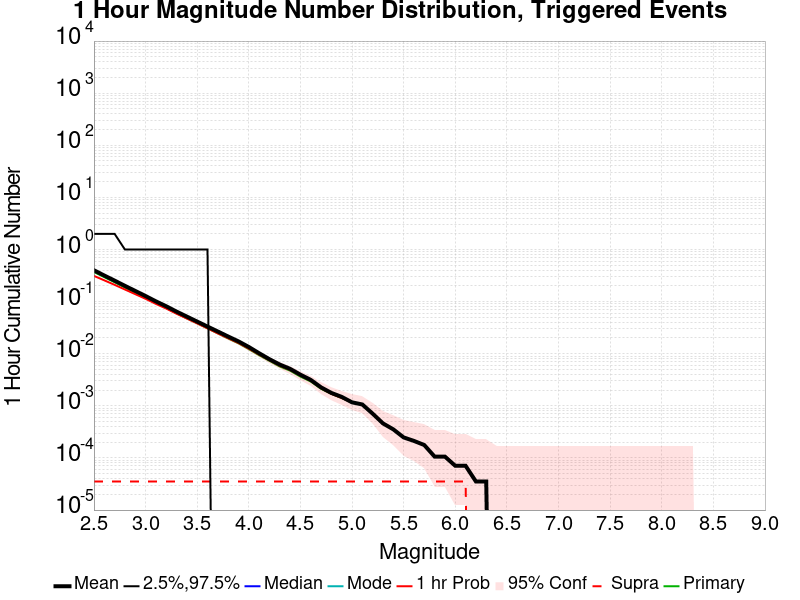 1 Hour Magnitude Number Distribution, Triggered Events
10^4
10^3
10^2
10^1
10^0
10^-1
10^-2
10^-3
10^-4
10^-5
1 Hour Cumulative Number
2.5 3.0 3.5 4.0 4.5 5.0 5.5 6.0 6.5 7.0 7.5 8.0 8.5 9.0
Magnitude
Mean 2.5%,97.5% Median Mode 1 hr Prob 95% Conf Supra Primary